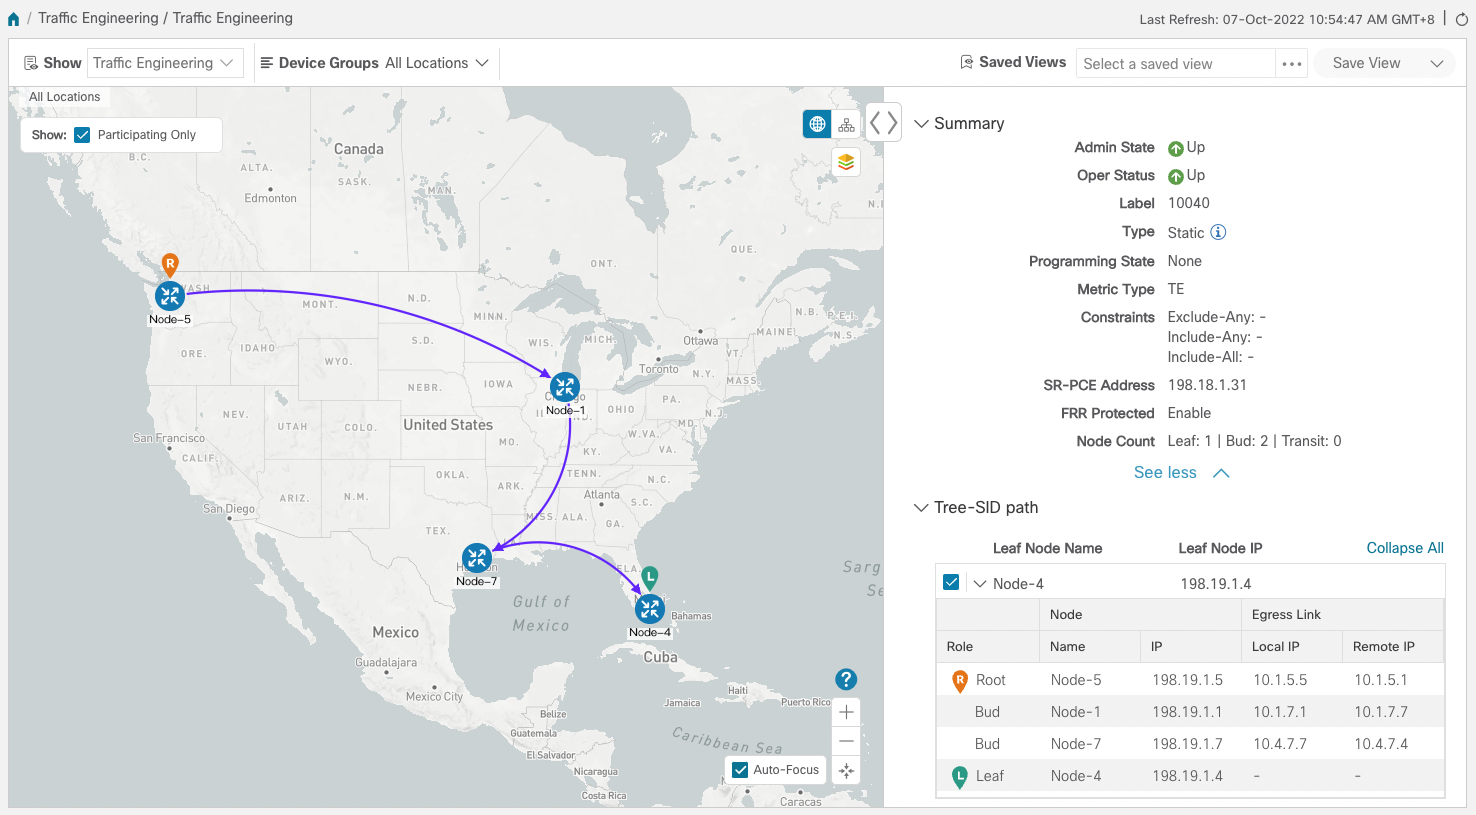 / Traffic Engineering / Traffic Engineering
Last Refresh: 07-Oct-2022 10:54:47 AM GMT+8
Show Traffic Engineering
Device Groups All Locations
Saved Views Select a saved view
Save View
All Locations
Show: Participating Only
Canada
B.C.
ALTA.
SASK.
MAN.
Edmonton
ONT.
QUE.
N.B.
P.E.I.
N.S.
R
WASH.
Node-5
MONT.
N.D.
MINN.
ORE.
IDAHO
WYO.
S.D.
WIS.
MICH.
Ottawa
MAINE
Toronto
VT.
N.Y.
MASS.
NEBR.
IOWA
Node-1
OHIO
PA.
N.J.
NEV.
UTAH
COLO.
United States
MO.
W.VA.
MD.
San Francisco
CALIF.
KY.
VA.
OKLA.
ARK.
TENN.
N.C.
ARIZ.
N.M.
Atlanta
S.C.
San Diego
TEX.
MISS.
ALA.
GA.
Node-7
L
Node-4
Gulf of
Mexico
Bahamas
Mexico
Cuba
Guadalajara
Mexico City
Haiti
Jamaica
Puerto Rico
Belize
Guatemala
El Salvador
Nicaragua
Costa Rica
Caribbean Sea
Caracas
?
Auto-Focus
Summary
Admin State Up
Oper Status Up
Label 10040
Type Static
Programming State None
Metric Type TE
Constraints Exclude-Any: -
Include-Any: -
Include-All: -
SR-PCE Address 198.18.1.31
FRR Protected Enable
Node Count Leaf: 1 | Bud: 2 | Transit: 0
See less
Tree-SID path
Leaf Node Name Leaf Node IP Collapse All
Node-4 198.19.1.4
Node Egress Link
Role Name IP Local IP Remote IP
R Root Node-5 198.19.1.5 10.1.5.5 10.1.5.1
Bud Node-1 198.19.1.1 10.1.7.1 10.1.7.7
Bud Node-7 198.19.1.7 10.4.7.7 10.4.7.4
L Leaf Node-4 198.19.1.4 - -